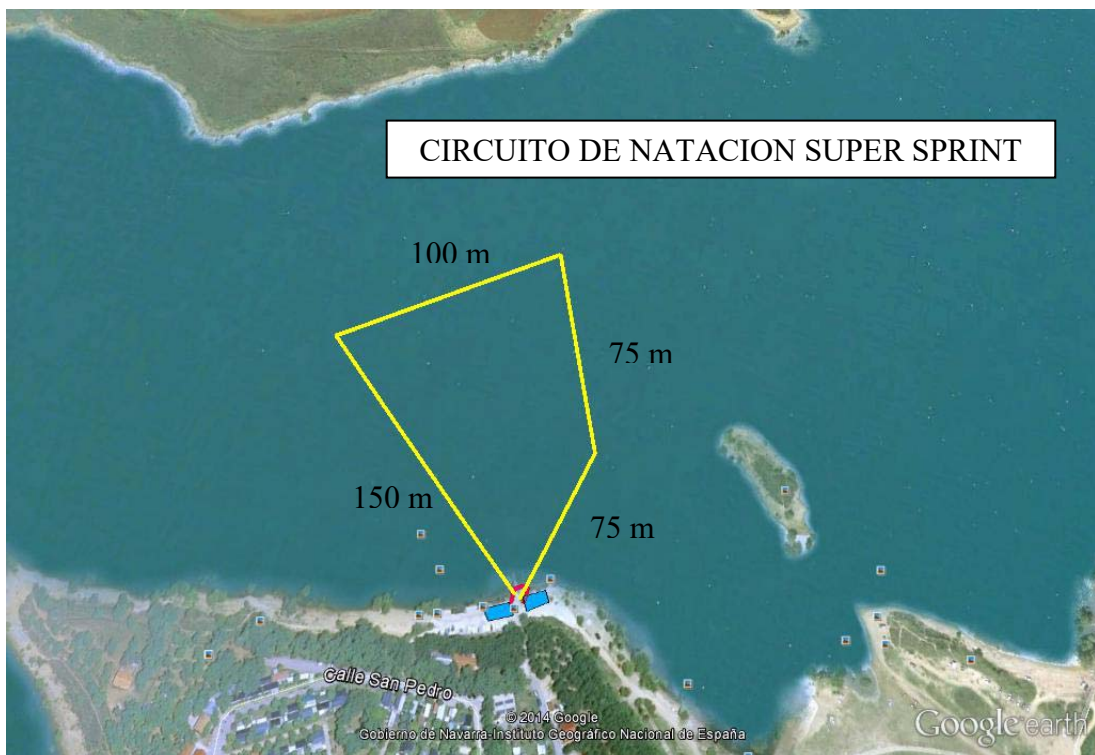 CIRCUITO DE NATACION SUPER SPRINT
100 m
75 m
150 m
75 m
Calle San Pedro
© 2014 Google
Gobierno de Navarra-Instituto Geográfico Nacional de España
Google earth